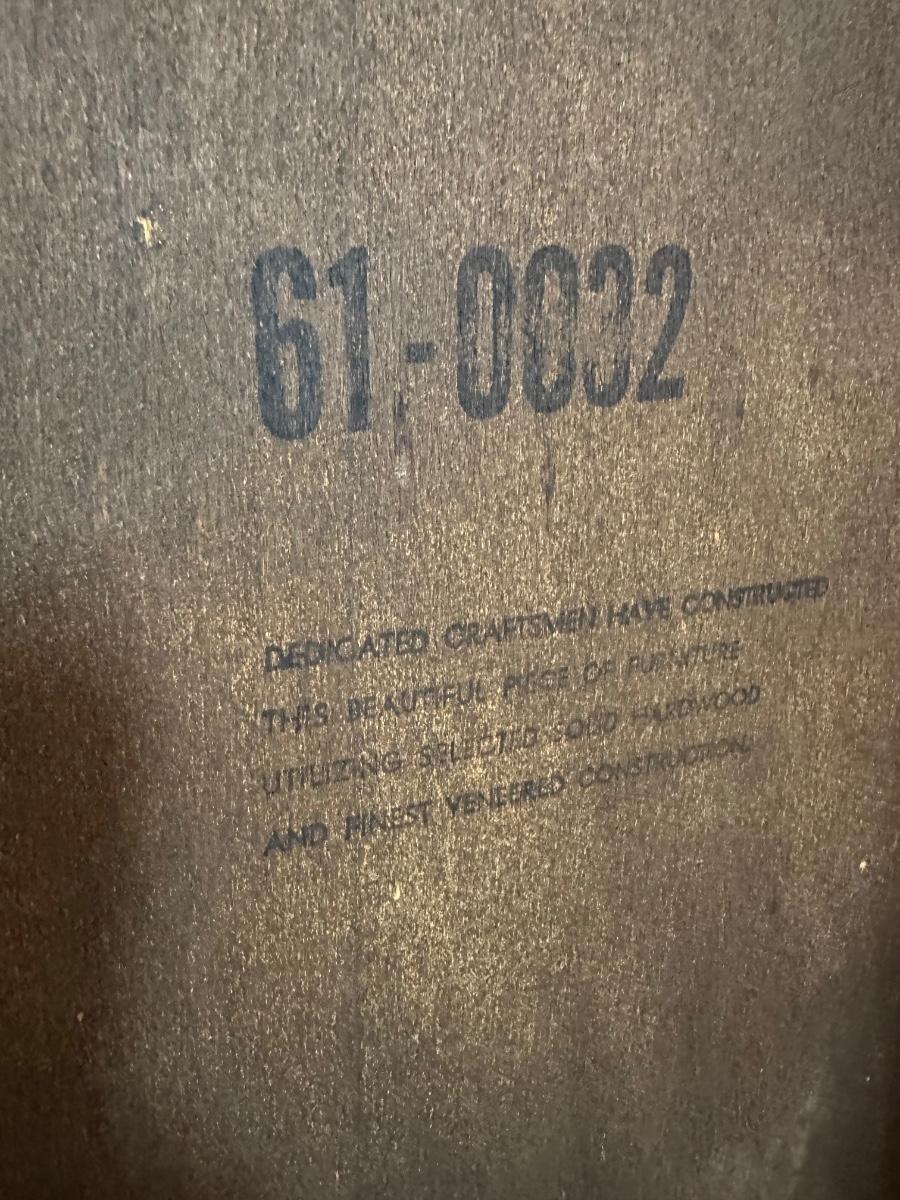 61-0032
DEDICATED CRAFTSMEN HAVE CONSTRUCTED
THIS BEAUTIFUL PIECE OF FURNITURE
UTILIZING SELECTED SOLID HARDWOOD
AND FINEST VENEERED CONSTRUCTION.